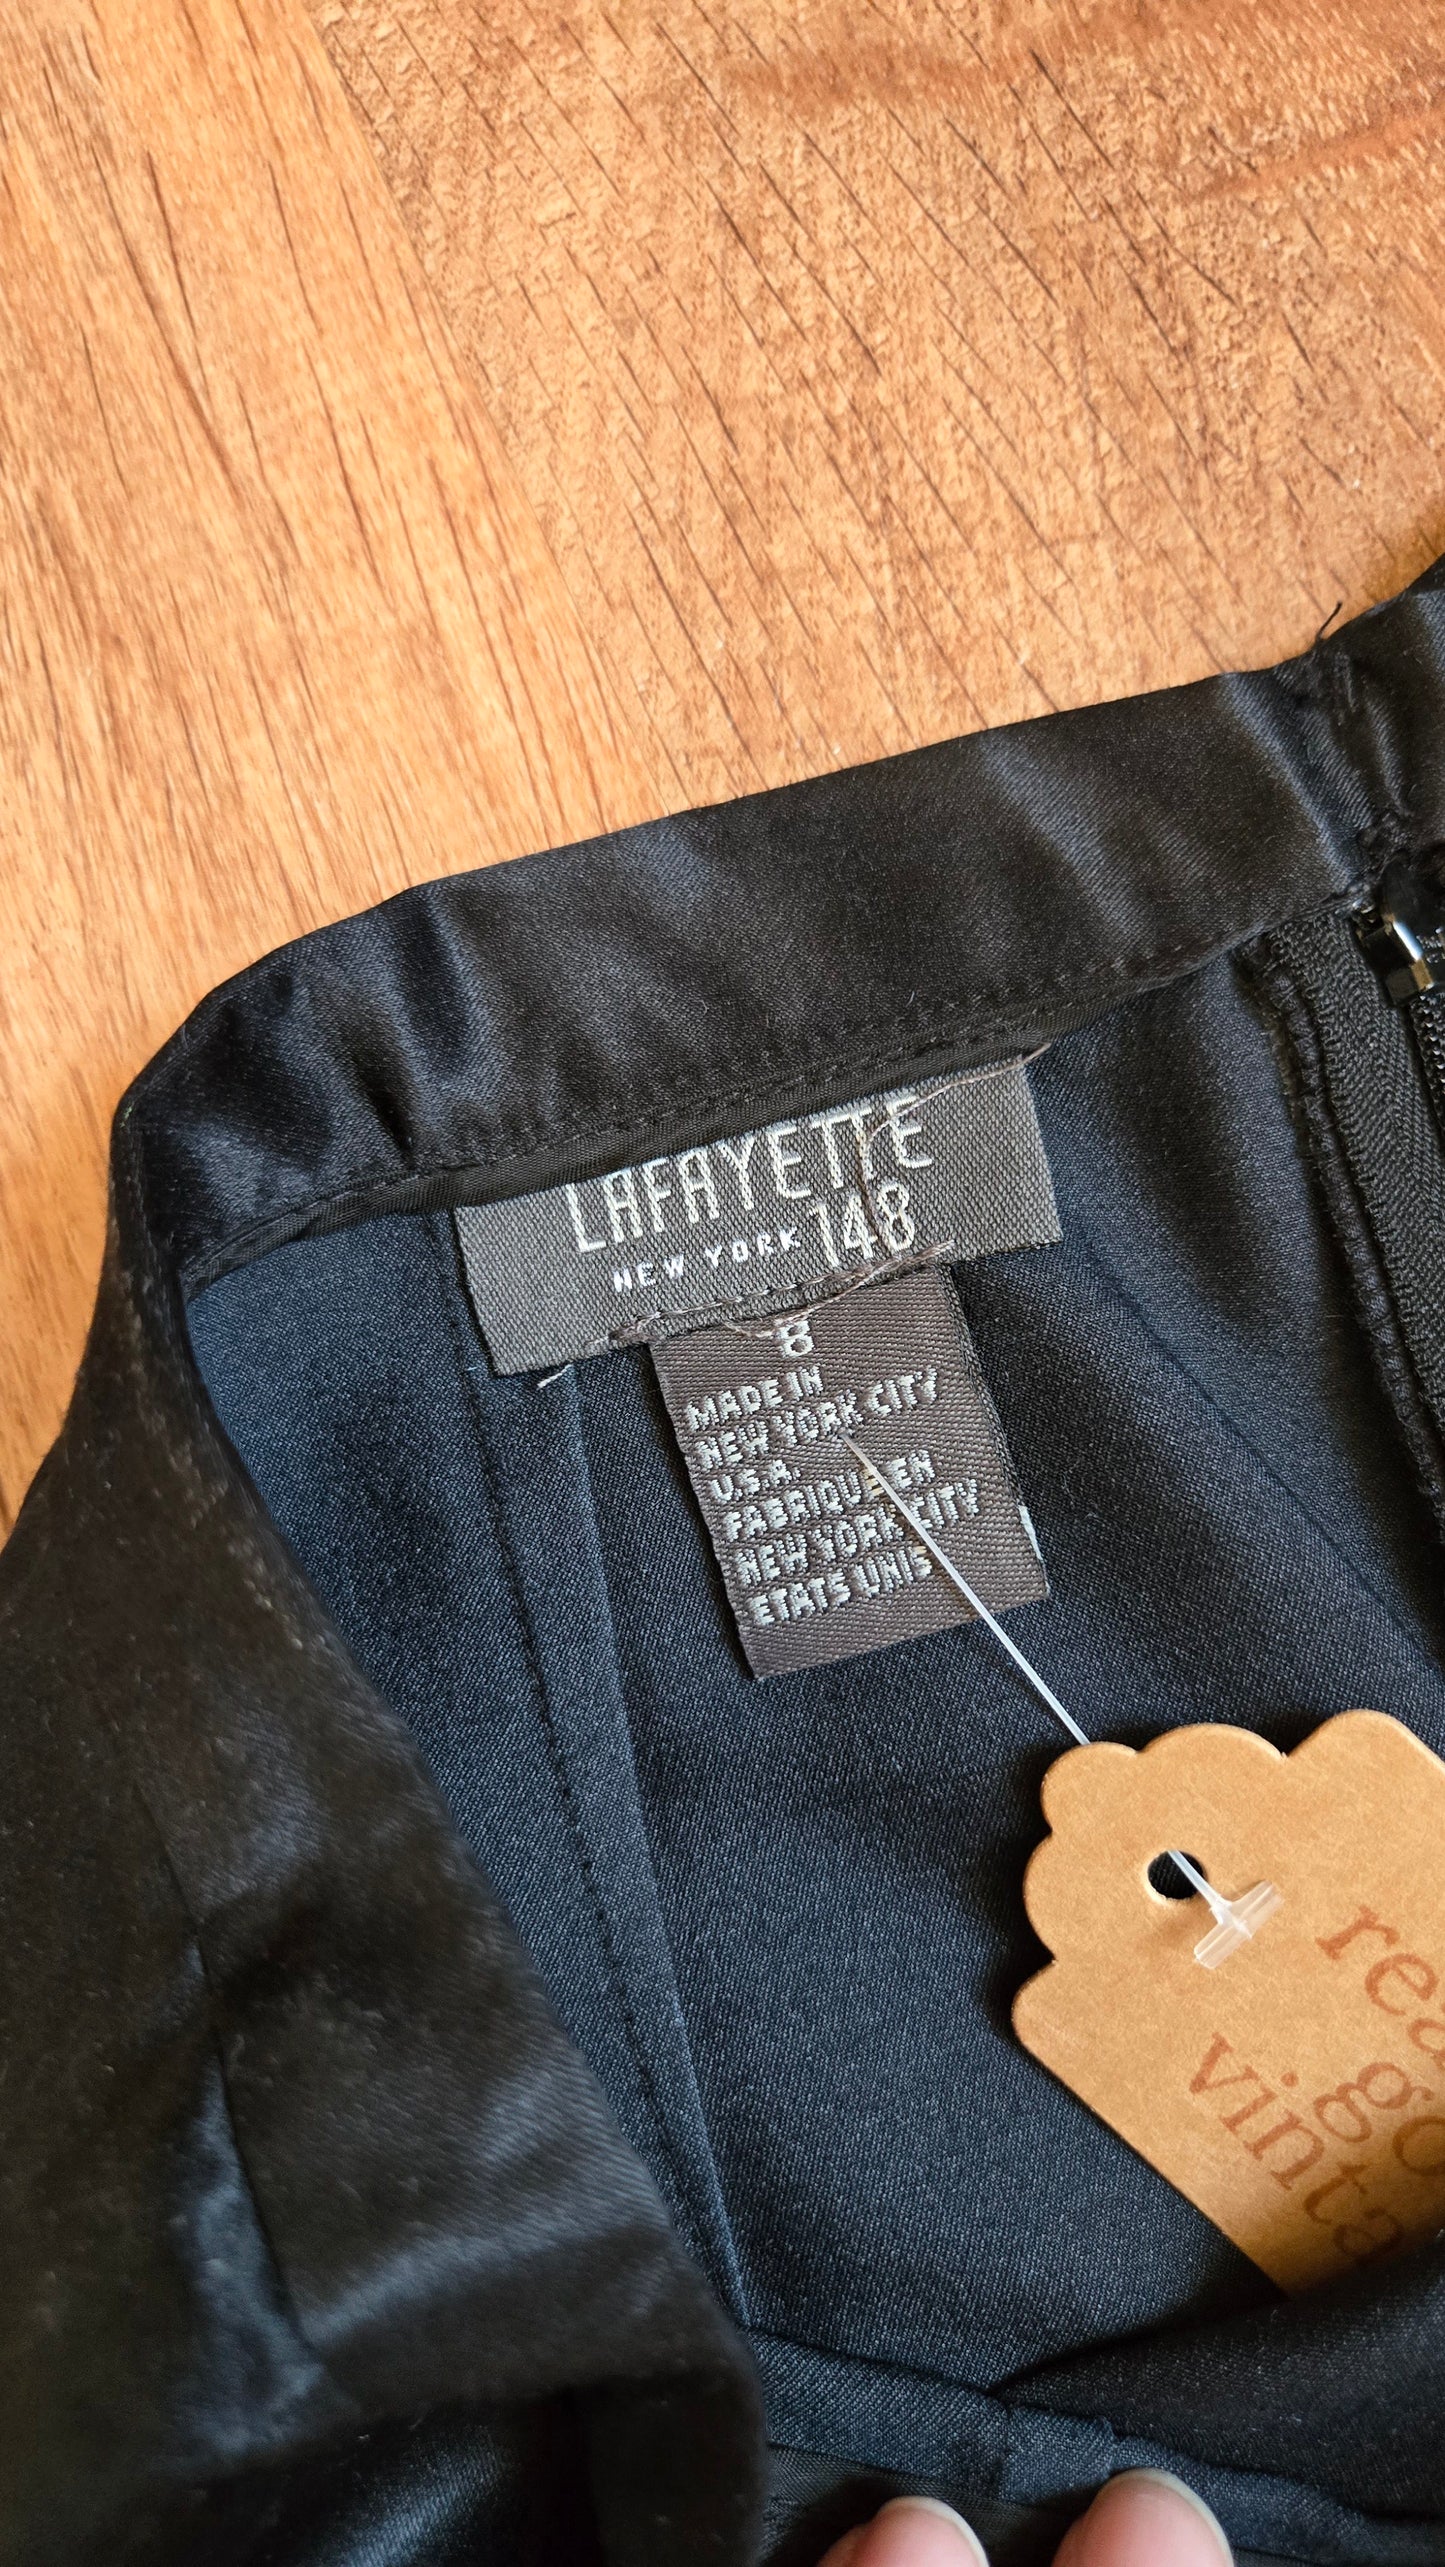 LAFAYETTE
NEW YORK 148
8
MADE IN
NEW YORK CITY
U.S.A.
FABRIQUE EN
NEW YORK CITY
ETATS UNIS